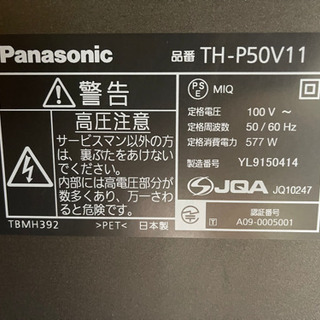 Panasonic
品番 TH-P50V11
警告
高圧注意
サービスマン以外の方
は、裏ぶたをあけない
でください。
内部には高電圧部分が
数多くあり、万一さわ
ると危険です。
TBMH392
>PET<
日本製
PS
E
MIQ
定格電圧 100 V ～
定格周波数 50 / 60 Hz
定格消費電力 577 W
製造番号 YL9150414
JQA JQ10247
認証番号
A09-0005001